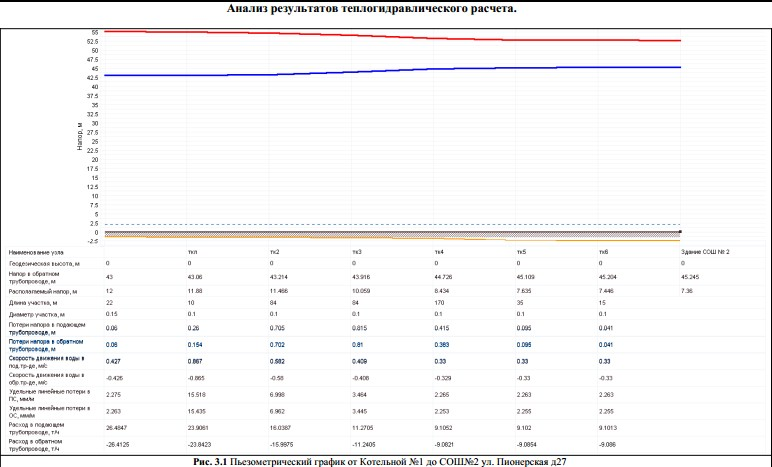 Анализ результатов теплогидравлического расчета.
55
52.5
50
47.5
45
42.5
40
37.5
35
32.5
30
27.5
25
22.5
20
17.5
15
12.5
10
7.5
5
2.5
0
-2.5
Напор, м
Наименование узла тк1 тк2 тк3 тк4 тк5 тк6 Здание СОШ № 2
Геодезическая высота, м 0 0 0 0 0 0 0 0
Напор в обратном трубопроводе, м 43 43.06 43.214 43.916 44.726 45.109 45.204 45.245
Располагаемый напор, м 12 11.88 11.466 10.059 8.434 7.635 7.446 7.36
Длина участка, м 22 10 84 84 170 35 15
Диаметр участка, м 0.15 0.1 0.1 0.1 0.1 0.1 0.1
Потери напора в подающем трубопроводе, м 0.06 0.26 0.705 0.815 0.415 0.095 0.041
Потери напора в обратном трубопроводе, м 0.06 0.154 0.702 0.81 0.383 0.095 0.041
Скорость движения воды в под.тр-де, м/с 0.427 0.867 0.582 0.409 0.33 0.33 0.33
Скорость движения воды в обр.тр-де, м/с -0.426 -0.865 -0.58 -0.408 -0.329 -0.33 -0.33
Удельные линейные потери в ПС, мм/м 2.275 15.518 6.998 3.464 2.265 2.263 2.263
Удельные линейные потери в ОС, мм/м 2.263 15.435 6.962 3.445 2.253 2.255 2.255
Расход в подающем трубопроводе, т/ч 26.4847 23.9061 16.0387 11.2705 9.1052 9.102 9.1013
Расход в обратном трубопроводе, т/ч -26.4125 -23.8423 -15.9975 -11.2405 -9.0821 -9.0854 -9.086
Рис. 3.1 Пьезометрический график от Котельной №1 до СОШ№2 ул. Пионерская д27